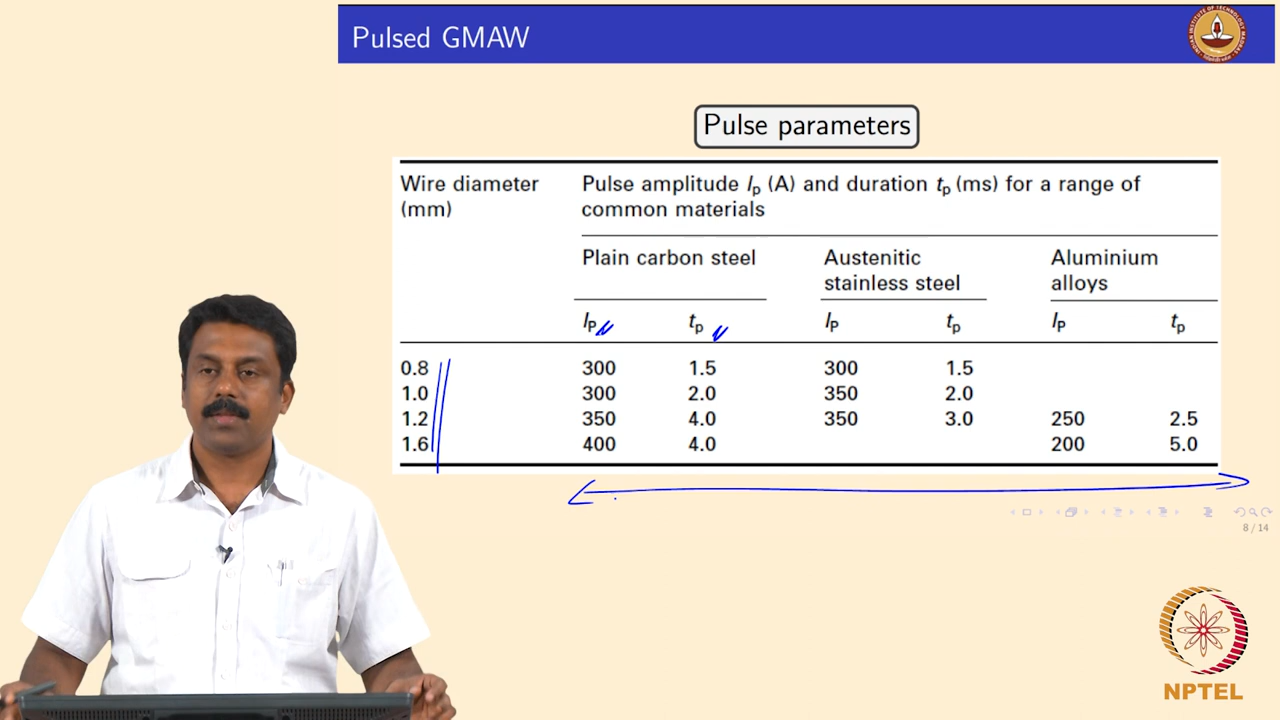 Pulsed GMAW
Pulse parameters
Wire diameter (mm) Pulse amplitude Ip (A) and duration tp (ms) for a range of common materials
Plain carbon steel Austenitic stainless steel Aluminium alloys
IP tp IP tp IP tp
0.8 300 1.5 300 1.5
1.0 300 2.0 350 2.0
1.2 350 4.0 350 3.0 250 2.5
1.6 400 4.0 200 5.0
8 / 14
NPTEL